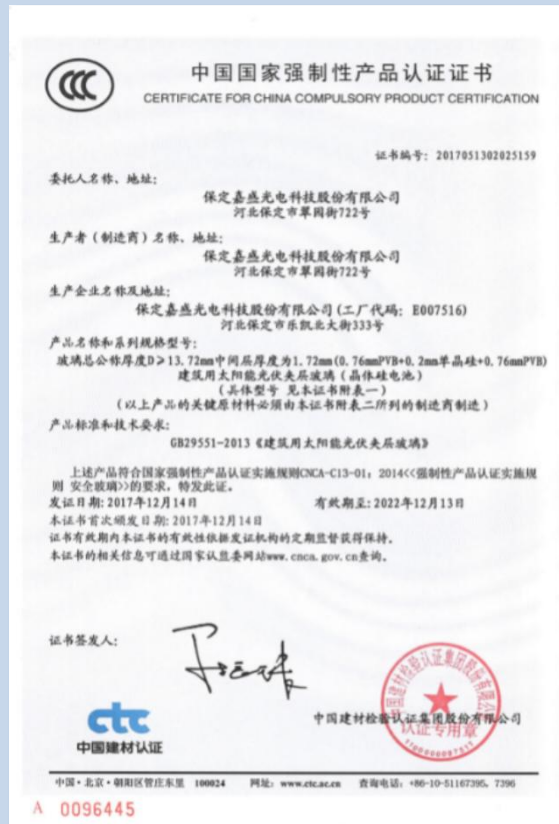 中国国家强制性产品认证证书
CERTIFICATE FOR CHINA COMPULSORY PRODUCT CERTIFICATION
证书编号: 2017051302025159
委托人名称、地址:
保定嘉盛光电科技股份有限公司
河北保定市翠园街722号
生产者(制造商)名称、地址:
保定嘉盛光电科技股份有限公司
河北保定市翠园街722号
生产企业名称及地址:
保定嘉盛光电科技股份有限公司(工厂代码: E007516)
河北保定市乐凯北大街333号
产品名称和系列规格型号:
玻璃总公称厚度D≥13.72mm中间层厚度为1.72mm(0.76mmPVB+0.2mm单晶硅+0.76mmPVB)
建筑用太阳能光伏夹层玻璃(晶体硅电池)
(具体型号 见本证书附表一)
(以上产品的关键原材料必须由本证书附表二所列的制造商制造)
产品标准和技术要求:
GB29551-2013《建筑用太阳能光伏夹层玻璃》
上述产品符合国家强制性产品认证实施规则CNCA-C13-01: 2014<<强制性产品认证实施规
则 安全玻璃>>的要求, 特发此证。
发证日期: 2017年12月14日 有效期至: 2022年12月13日
本证书首次颁发日期: 2017年12月14日
证书有效期内本证书的有效性依据发证机构的定期监督获得保持。
本证书的相关信息可通过国家认监委网站www.cnca.gov.cn查询。
证书签发人:
中国建材检验认证集团股份有限公司
认证专用章
ctc
中国建材认证
中国中国·北京·朝阳区管庄东里 100024 网址: www.ctc.ac.cn 查询电话: +86-10-51167395, 7396
A 0096445